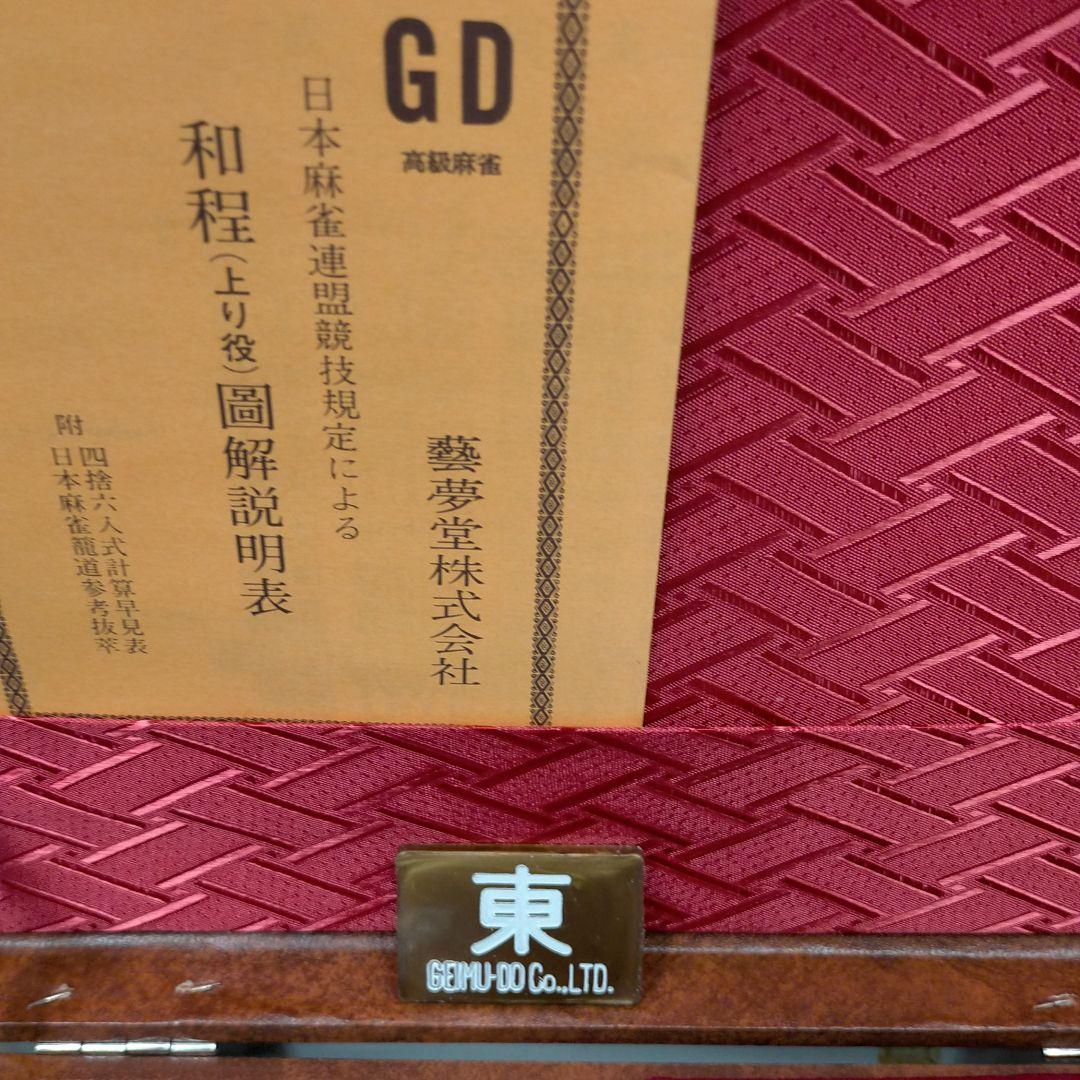 GD
高級麻雀
藝夢堂株式会社
日本麻雀連盟競技規定による
和程(上り役)圖解説明表
附 四捨六入式計算早見表
日本麻雀籠道参考抜萃
東
GEIMU-DO CO.,LTD.